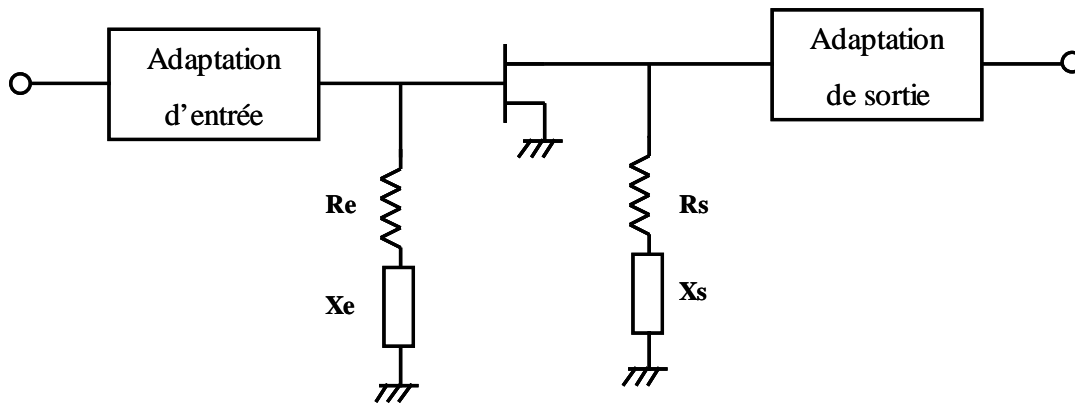 Adaptation
d'entrée
Adaptation
de sortie
Re
Rs
Xe
Xs